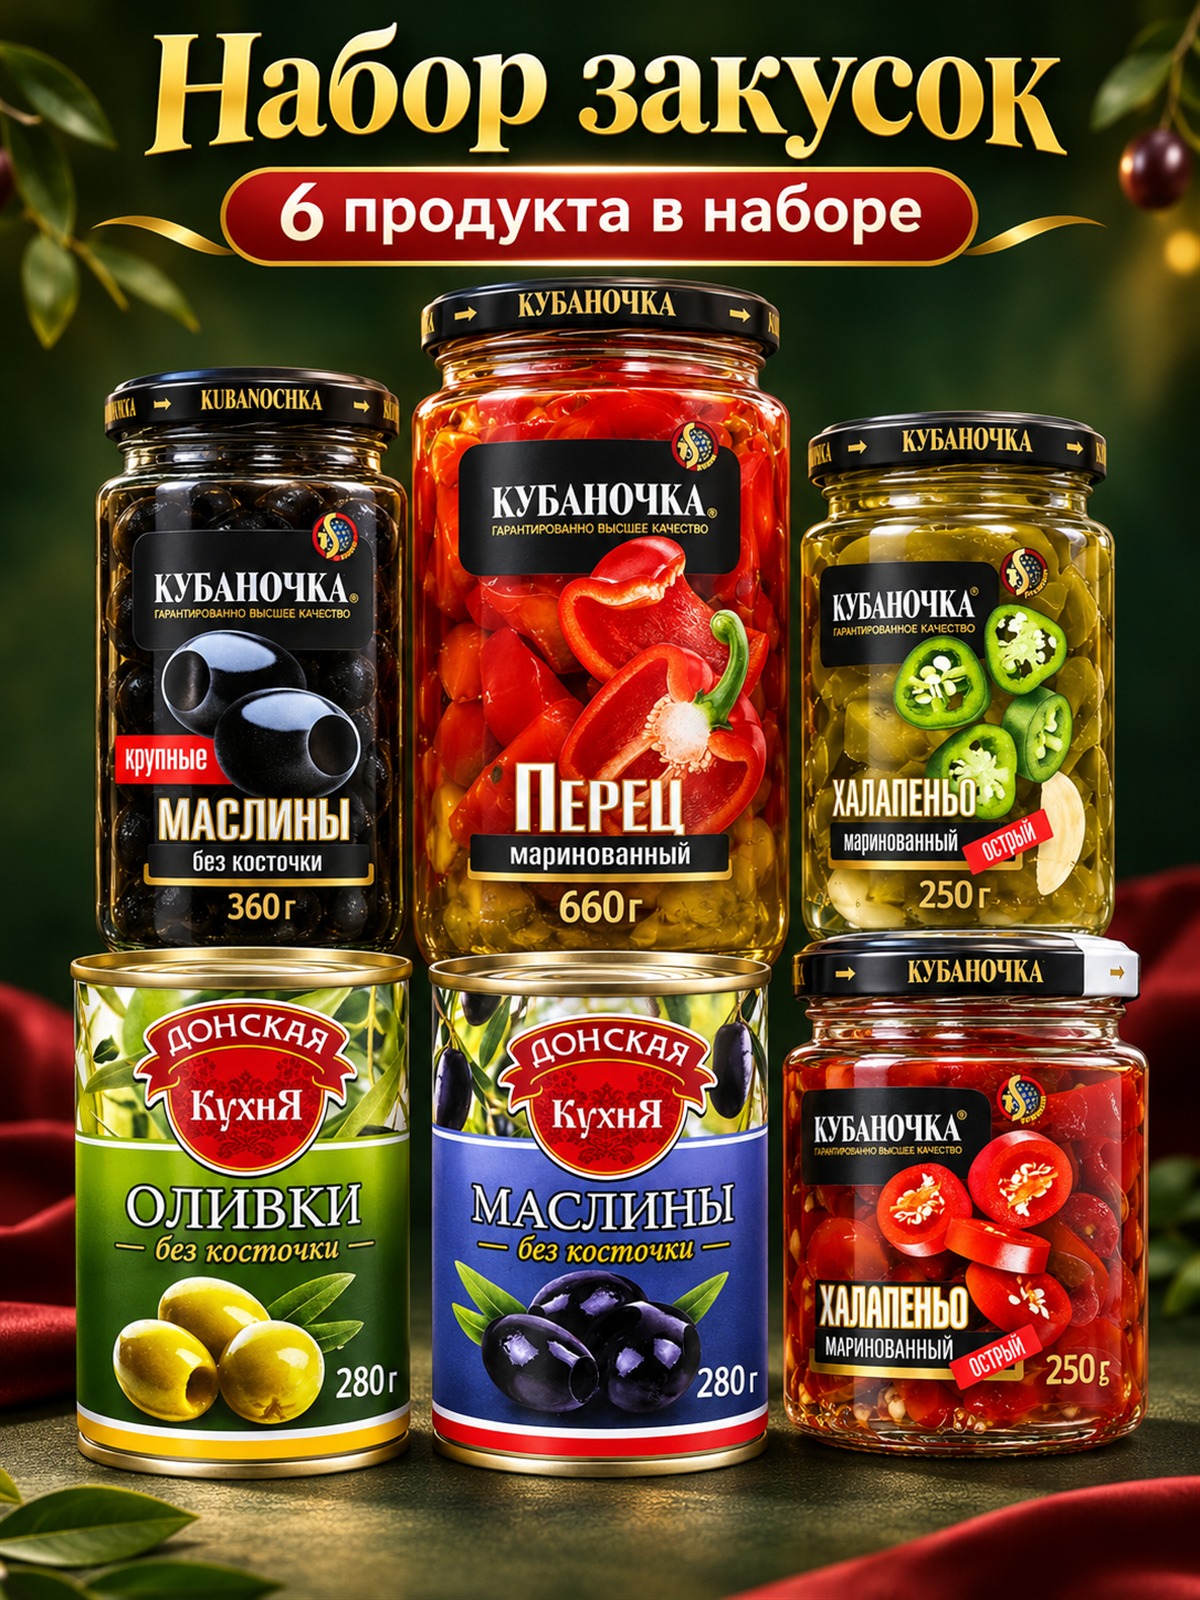 Набор закусок
6 продукта в наборе
КУБАНОЧКА
KUBANOCHKA
КУБАНОЧКА
КУБАНОЧКА®
ГАРАНТИРОВАННО ВЫСШЕЕ КАЧЕСТВО
крупные
МАСЛИНЫ
без косточки
360 г
КУБАНОЧКА®
ГАРАНТИРОВАННО ВЫСШЕЕ КАЧЕСТВО
ПЕРЕЦ
маринованный
660 г
КУБАНОЧКА®
ГАРАНТИРОВАННОЕ КАЧЕСТВО
ХАЛАПЕНЬО
маринованный
острый
250 г
ДОНСКАЯ
КухнЯ
ОЛИВКИ
без косточки
280 г
ДОНСКАЯ
КухнЯ
МАСЛИНЫ
без косточки
280 г
КУБАНОЧКА
КУБАНОЧКА®
ГАРАНТИРОВАННО ВЫСШЕЕ КАЧЕСТВО
ХАЛАПЕНЬО
МАРИНОВАННЫЙ
ОСТРЫЙ
250 g